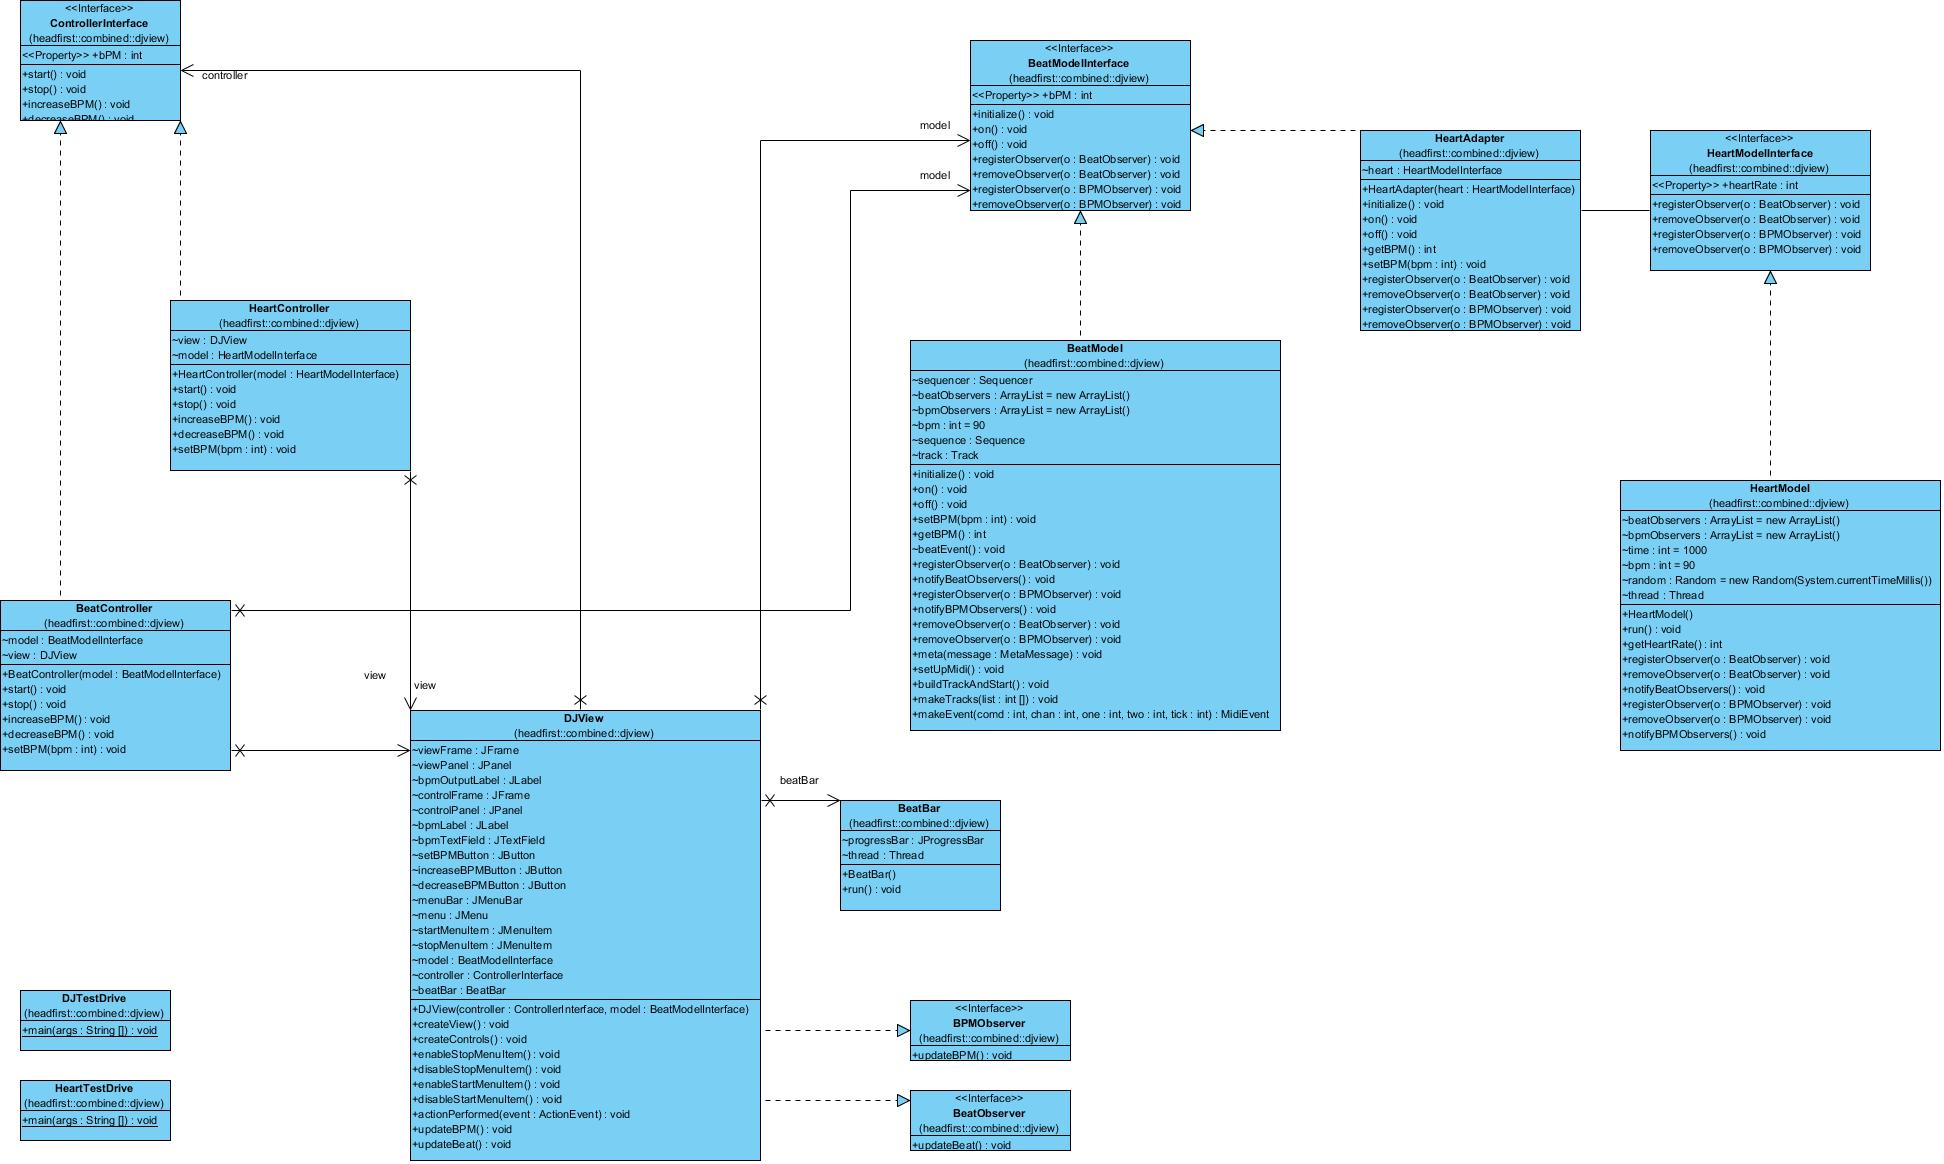 <<Interface>>
ControllerInterface
(headfirst::combined::djview)
<<Property>> +bPM : int
+start() : void
+stop() : void
+increaseBPM() : void
+decreaseBPM() : void
controller
<<Interface>>
BeatModelInterface
(headfirst::combined::djview)
<<Property>> +bPM : int
+initialize() : void
+on() : void
+off() : void
+registerObserver(o : BeatObserver) : void
+removeObserver(o : BeatObserver) : void
+registerObserver(o : BPMObserver) : void
+removeObserver(o : BPMObserver) : void
model
model
HeartAdapter
(headfirst::combined::djview)
~heart : HeartModelInterface
+HeartAdapter(heart : HeartModelInterface)
+initialize() : void
+on() : void
+off() : void
+getBPM() : int
+setBPM(bpm : int) : void
+registerObserver(o : BeatObserver) : void
+removeObserver(o : BeatObserver) : void
+registerObserver(o : BPMObserver) : void
+removeObserver(o : BPMObserver) : void
<<Interface>>
HeartModelInterface
(headfirst::combined::djview)
<<Property>> +heartRate : int
+registerObserver(o : BeatObserver) : void
+removeObserver(o : BeatObserver) : void
+registerObserver(o : BPMObserver) : void
+removeObserver(o : BPMObserver) : void
HeartController
(headfirst::combined::djview)
~view : DJView
~model : HeartModelInterface
+HeartController(model : HeartModelInterface)
+start() : void
+stop() : void
+increaseBPM() : void
+decreaseBPM() : void
+setBPM(bpm : int) : void
BeatModel
(headfirst::combined::djview)
~sequencer : Sequencer
~beatObservers : ArrayList = new ArrayList()
~bpmObservers : ArrayList = new ArrayList()
~bpm : int = 90
~sequence : Sequence
~track : Track
+initialize() : void
+on() : void
+off() : void
+setBPM(bpm : int) : void
+getBPM() : int
~beatEvent() : void
+registerObserver(o : BeatObserver) : void
+notifyBeatObservers() : void
+registerObserver(o : BPMObserver) : void
+notifyBPMObservers() : void
+removeObserver(o : BeatObserver) : void
+removeObserver(o : BPMObserver) : void
+meta(message : MetaMessage) : void
+setUpMidi() : void
+buildTrackAndStart() : void
+makeTracks(list : int []) : void
+makeEvent(comd : int, chan : int, one : int, two : int, tick : int) : MidiEvent
HeartModel
(headfirst::combined::djview)
~beatObservers : ArrayList = new ArrayList()
~bpmObservers : ArrayList = new ArrayList()
~time : int = 1000
~bpm : int = 90
~random : Random = new Random(System.currentTimeMillis())
~thread : Thread
+HeartModel()
+run() : void
+getHeartRate() : int
+registerObserver(o : BeatObserver) : void
+removeObserver(o : BeatObserver) : void
+notifyBeatObservers() : void
+registerObserver(o : BPMObserver) : void
+removeObserver(o : BPMObserver) : void
+notifyBPMObservers() : void
BeatController
(headfirst::combined::djview)
~model : BeatModelInterface
~view : DJView
+BeatController(model : BeatModelInterface)
+start() : void
+stop() : void
+increaseBPM() : void
+decreaseBPM() : void
+setBPM(bpm : int) : void
view
view
DJView
(headfirst::combined::djview)
~viewFrame : JFrame
~viewPanel : JPanel
~bpmOutputLabel : JLabel
~controlFrame : JFrame
~controlPanel : JPanel
~bpmLabel : JLabel
~bpmTextField : JTextField
~setBPMButton : JButton
~increaseBPMButton : JButton
~decreaseBPMButton : JButton
~menuBar : JMenuBar
~menu : JMenu
~startMenuItem : JMenuItem
~stopMenuItem : JMenuItem
~model : BeatModelInterface
~controller : ControllerInterface
~beatBar : BeatBar
+DJView(controller : ControllerInterface, model : BeatModelInterface)
+createView() : void
+createControls() : void
+enableStopMenuItem() : void
+disableStopMenuItem() : void
+enableStartMenuItem() : void
+disableStartMenuItem() : void
+actionPerformed(event : ActionEvent) : void
+updateBPM() : void
+updateBeat() : void
beatBar
BeatBar
(headfirst::combined::djview)
~progressBar : JProgressBar
~thread : Thread
+BeatBar()
+run() : void
DJTestDrive
(headfirst::combined::djview)
+main(args : String []) : void
HeartTestDrive
(headfirst::combined::djview)
+main(args : String []) : void
<<Interface>>
BPMObserver
(headfirst::combined::djview)
+updateBPM() : void
<<Interface>>
BeatObserver
(headfirst::combined::djview)
+updateBeat() : void